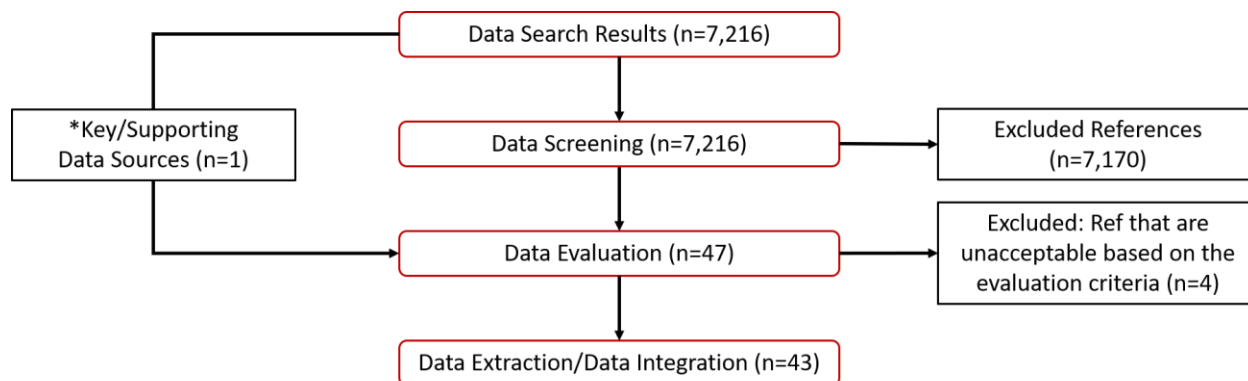 Data Search Results (n=7,216)
*Key/Supporting
Data Sources (n=1)
Data Screening (n=7,216)
Excluded References
(n=7,170)
Data Evaluation (n=47)
Excluded: Ref that are
unacceptable based on the
evaluation criteria (n=4)
Data Extraction/Data Integration (n=43)